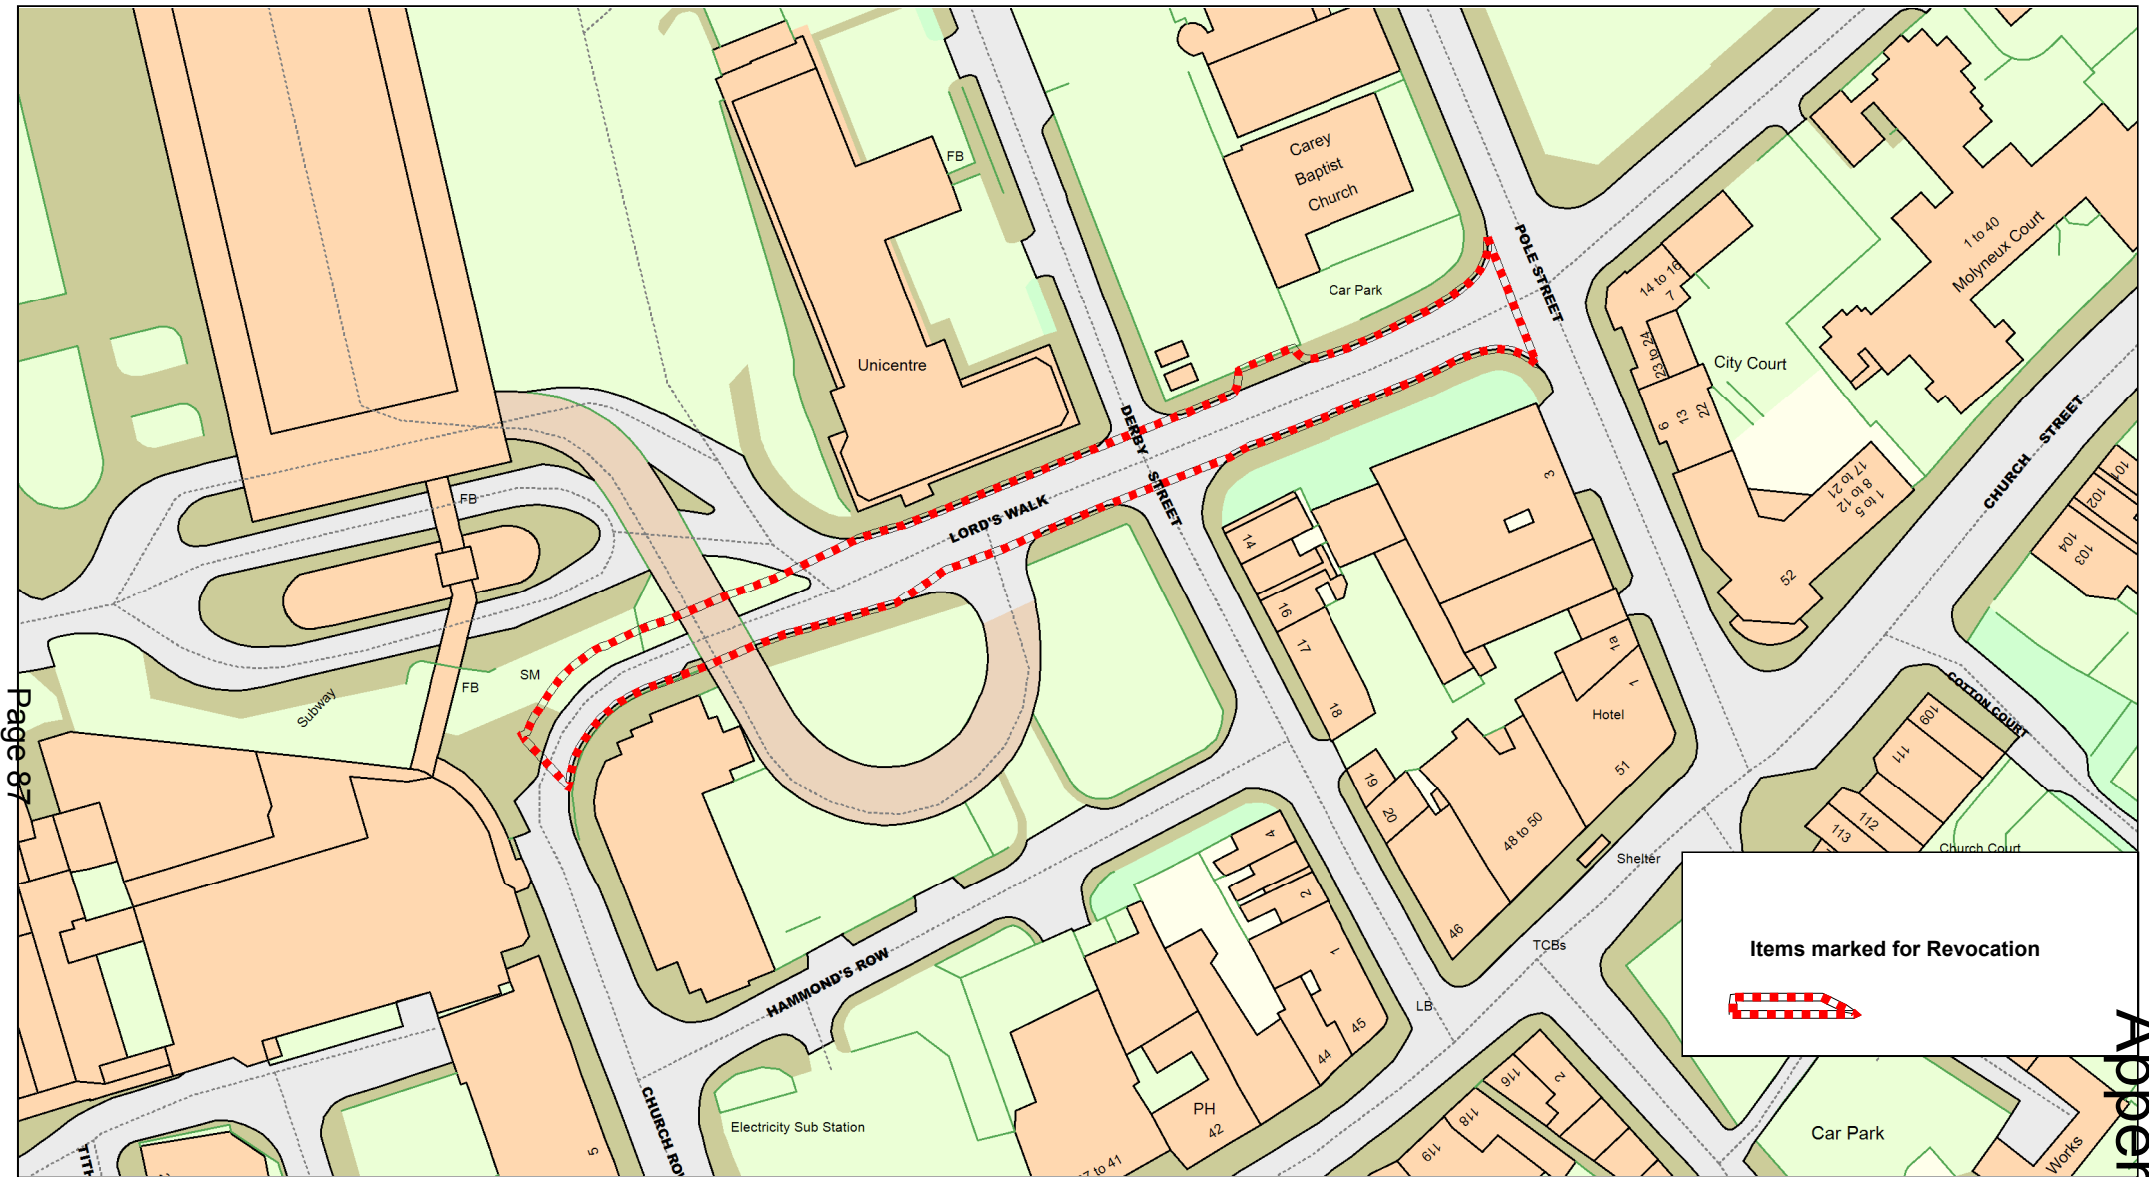 FB
Carey
Baptist
Church
POLE STREET
1 to 40
Molyneux Court
14 to 16
7
Car Park
23 to 24
City Court
Unicentre
6
13
22
DERBY STREET
CHURCH STREET
3
17 to 21
8 to 12
1 to 5
101
102
103
104
FB
LORD'S WALK
14
52
16
17
1a
1
SM
FB
Subway
18
Hotel
COTTON COURT
109
111
51
19
20
48 to 50
112
113
Shelter
Church Court
4
2
46
TCBs
1
HAMMOND'S ROW
LB
45
44
Items marked for Revocation
116
2
118
119
PH
42
Electricity Sub Station
CHURCH ROW
5
Car Park
Works
Page 87